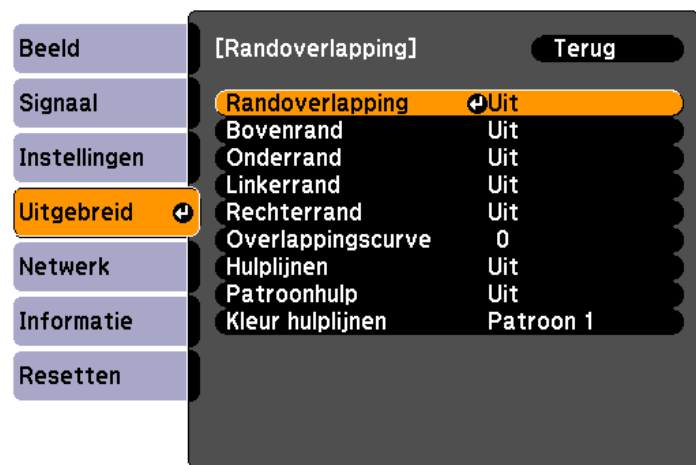 Beeld
Signaal
Instellingen
Uitgebreid
Netwerk
Informatie
Resetten
[Randoverlapping] Terug
Randoverlapping Uit
Bovenrand Uit
Onderrand Uit
Linkerrand Uit
Rechterrand Uit
Overlappingscurve 0
Hulplijnen Uit
Patroonhulp Uit
Kleur hulplijnen Patroon 1